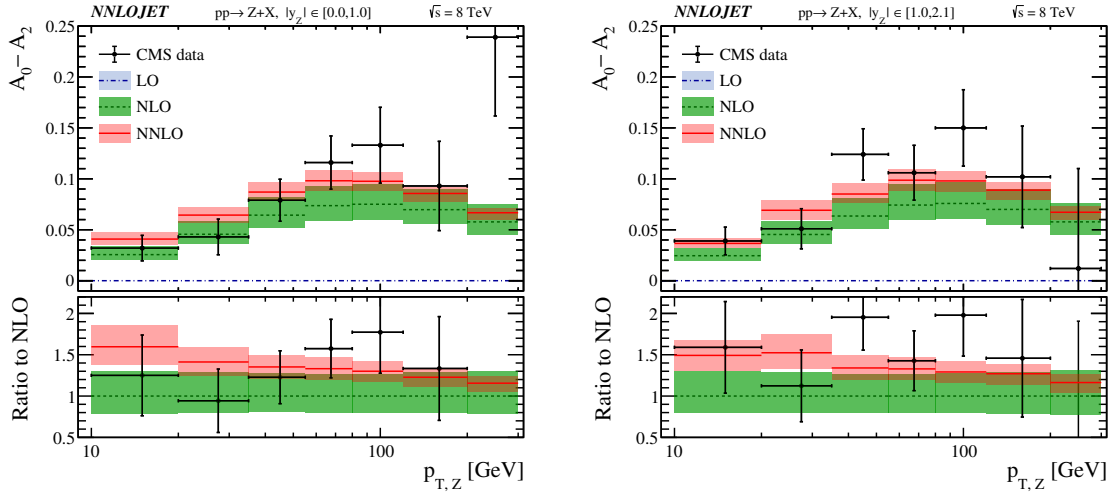 NNLOJET pp→ Z+X, |y_Z| ∈ [0.0,1.0] √s = 8 TeV
A_0 − A_2
0.25
0.2
0.15
0.1
0.05
0
CMS data
LO
NLO
NNLO
Ratio to NLO
2
1.5
1
0.5
10 100
p_T, Z [GeV]
NNLOJET pp→ Z+X, |y_Z| ∈ [1.0,2.1] √s = 8 TeV
A_0 − A_2
0.25
0.2
0.15
0.1
0.05
0
CMS data
LO
NLO
NNLO
Ratio to NLO
2
1.5
1
0.5
10 100
p_T, Z [GeV]